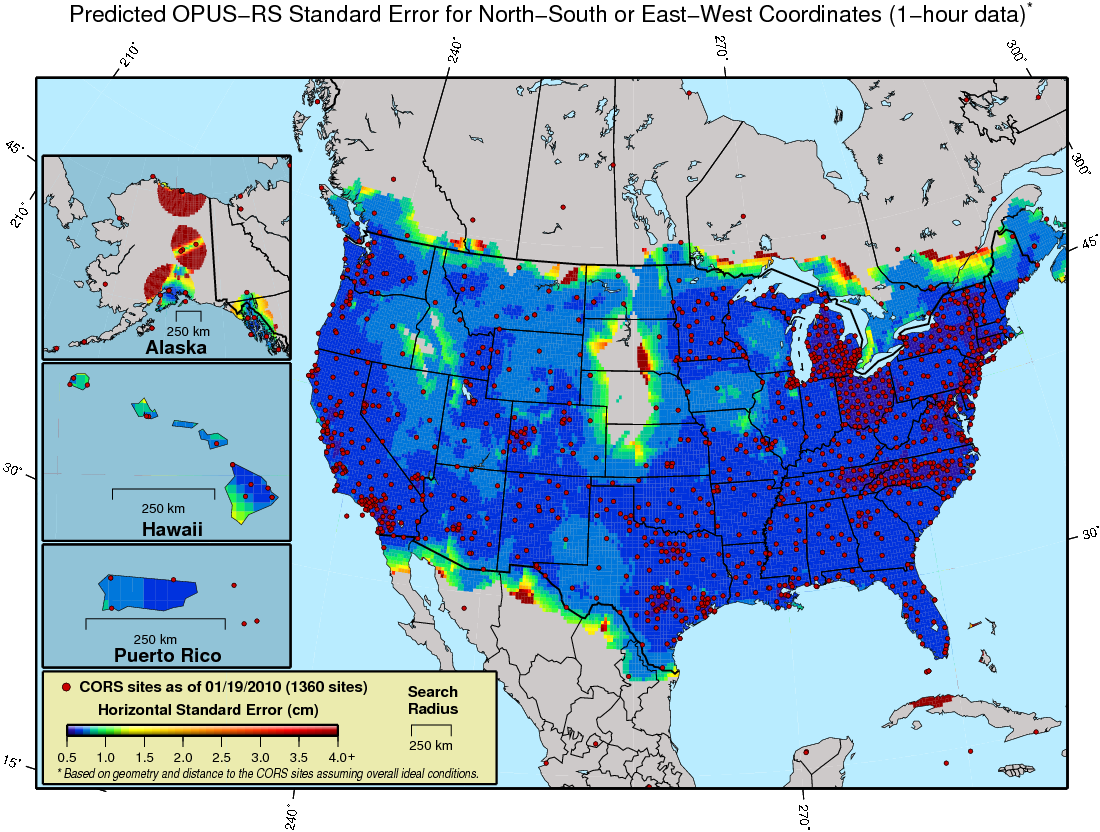 Predicted OPUS−RS Standard Error for North−South or East−West Coordinates (1−hour data)*
210˚
240˚
270˚
300˚
45˚
210˚
30˚
15˚
300˚
45˚
30˚
240˚
270˚
250 km
Alaska
250 km
Hawaii
250 km
Puerto Rico
CORS sites as of 01/19/2010 (1360 sites)
Horizontal Standard Error (cm)
0.5 1.0 1.5 2.0 2.5 3.0 3.5 4.0+
Search
Radius
250 km
* Based on geometry and distance to the CORS sites assuming overall ideal conditions.